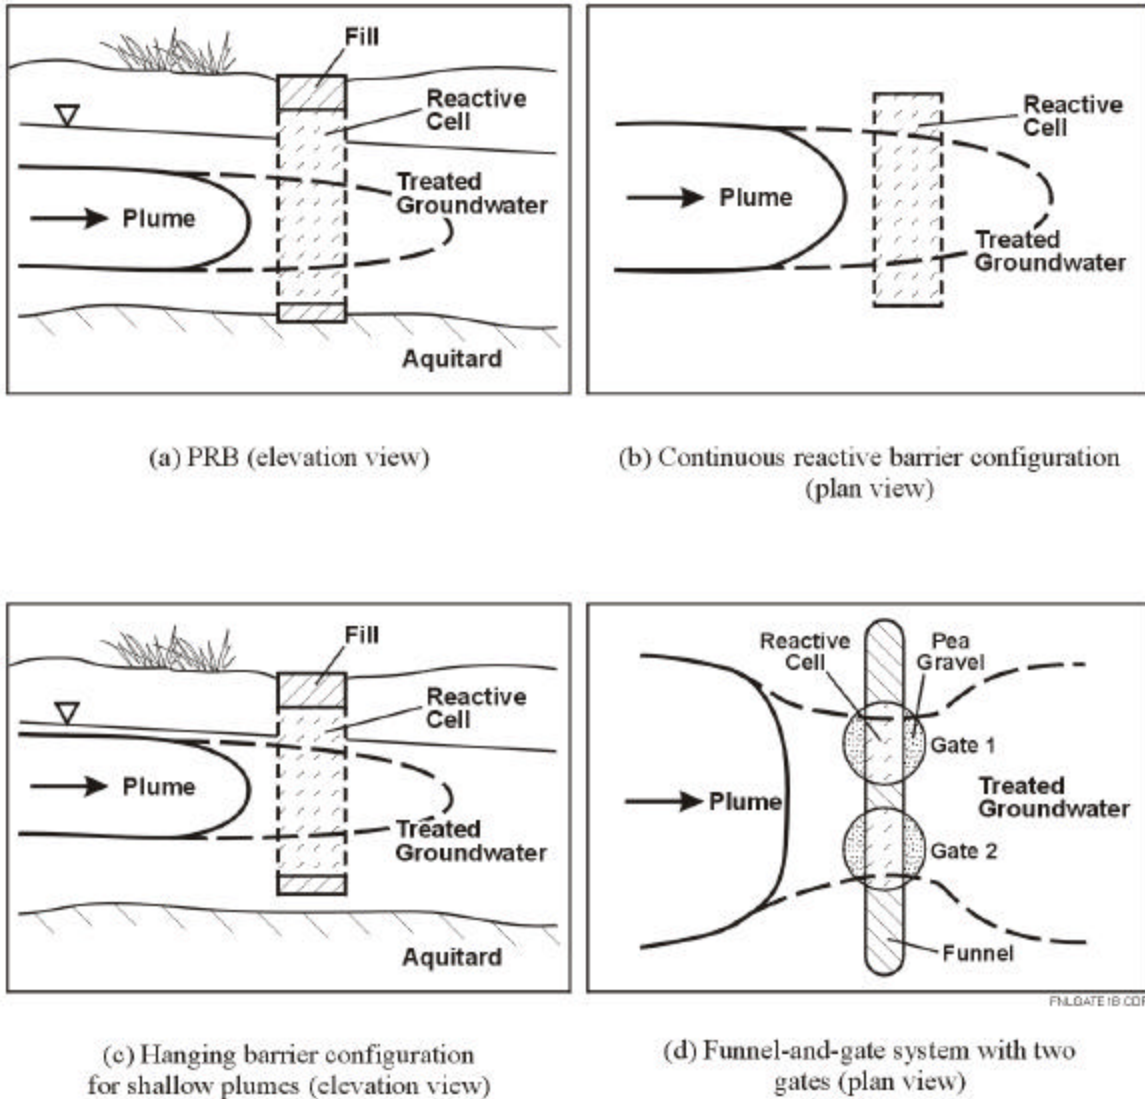 Fill
Reactive
Cell
Treated
Groundwater
Plume
Aquitard
Reactive
Cell
Plume
Treated
Groundwater
(a) PRB (elevation view)
(b) Continuous reactive barrier configuration
(plan view)
Fill
Reactive
Cell
Plume
Treated
Groundwater
Aquitard
Reactive
Cell
Pea
Gravel
Gate 1
Plume
Treated
Groundwater
Gate 2
Funnel
FNLGATE1B.CDR
(c) Hanging barrier configuration
for shallow plumes (elevation view)
(d) Funnel-and-gate system with two
gates (plan view)